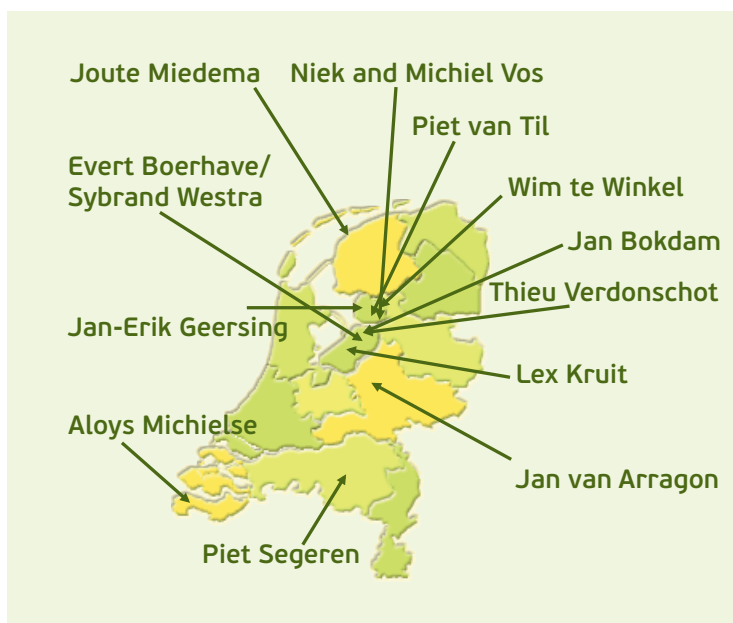 Joute Miedema
Niek and Michiel Vos
Piet van Til
Evert Boerhave/
Sybrand Westra
Wim te Winkel
Jan Bokdam
Thieu Verdonschot
Jan-Erik Geersing
Lex Kruit
Aloys Michielse
Jan van Arragon
Piet Segeren